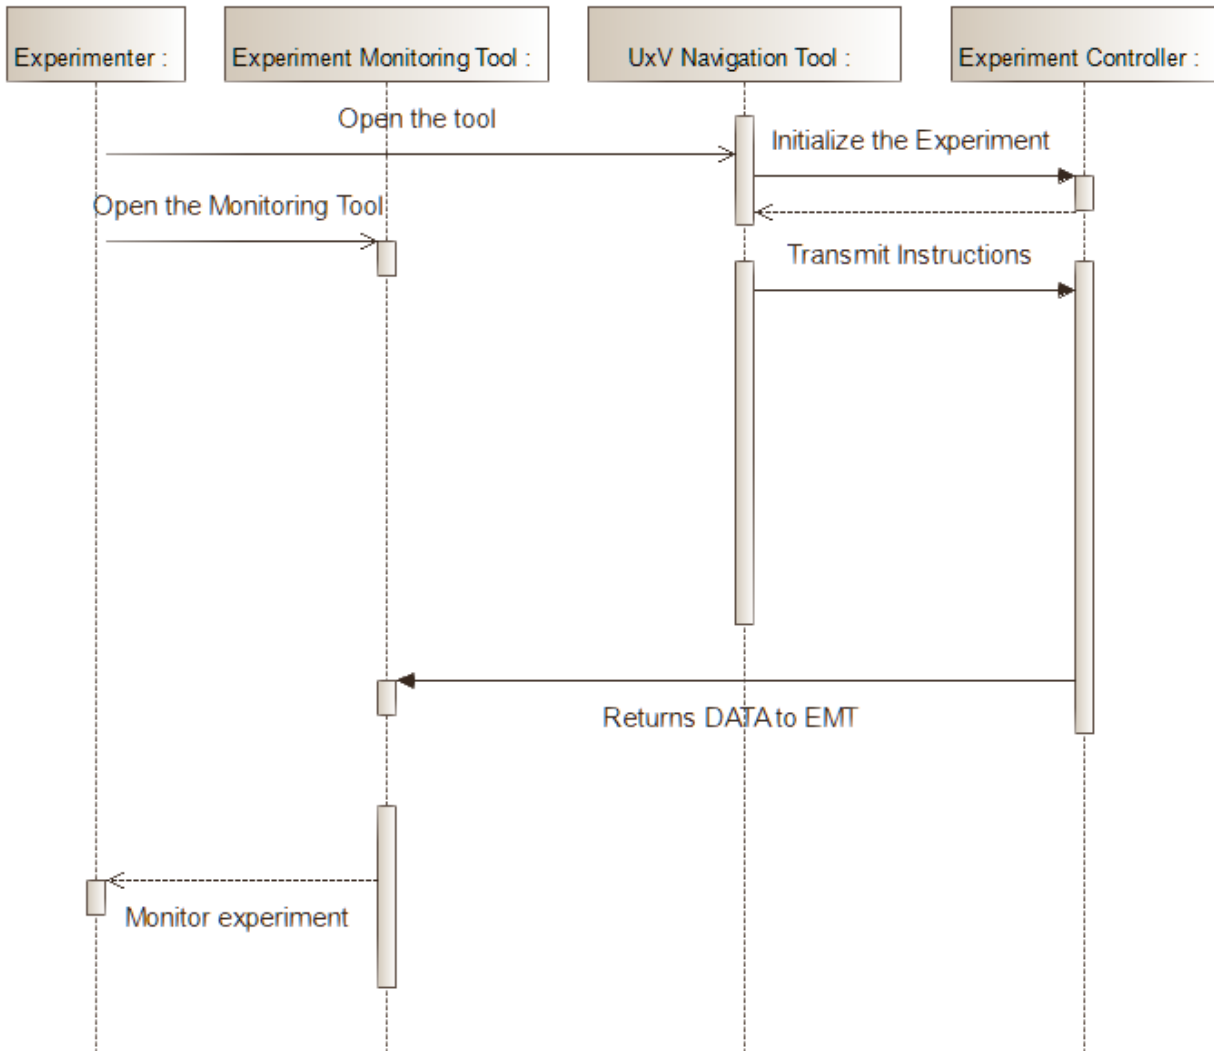 Experimenter :
Experiment Monitoring Tool :
UxV Navigation Tool :
Experiment Controller :
Open the tool
Initialize the Experiment
Open the Monitoring Tool
Transmit Instructions
Returns DATA to EMT
Monitor experiment